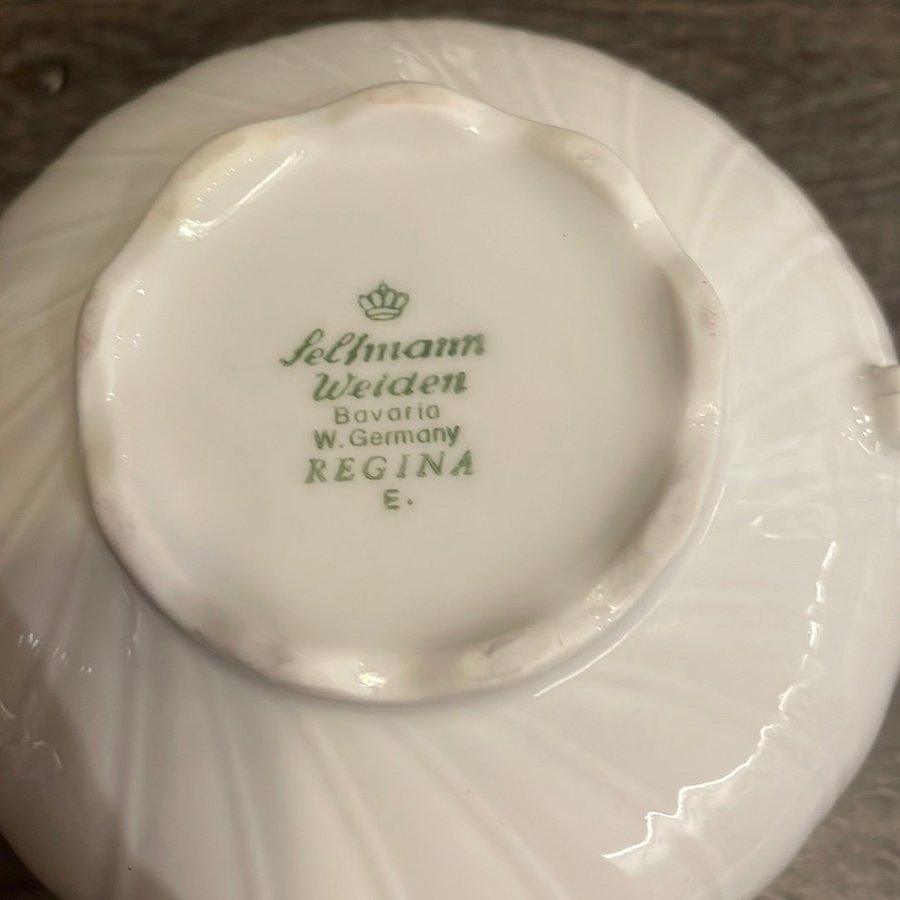 Seltmann
Weiden
Bavaria
W. Germany
REGINA
E.